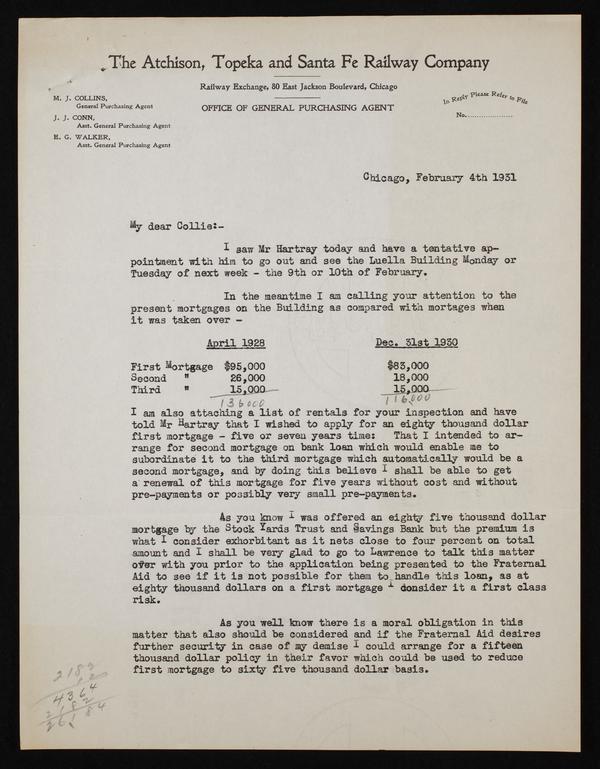 The Atchison, Topeka and Santa Fe Railway Company
Railway Exchange, 80 East Jackson Boulevard, Chicago
OFFICE OF GENERAL PURCHASING AGENT
M. J. COLLINS,
General Purchasing Agent
J. J. CONN,
Asst. General Purchasing Agent
E. G. WALKER,
Asst. General Purchasing Agent
In Reply Please Refer to File
No.....................
Chicago, February 4th 1931
My dear Collie:-
I saw Mr Hartray today and have a tentative ap-
pointment with him to go out and see the Luella Building Monday or
Tuesday of next week - the 9th or 10th of February.
In the meantime I am calling your attention to the
present mortgages on the Building as compared with mortages when
it was taken over -
April 1928 Dec. 31st 1930
First Mortgage $95,000 $83,000
Second " 26,000 18,000
Third " 15,000 15,000
136000 116,000
I am also attaching a list of rentals for your inspection and have
told Mr Hartray that I wished to apply for an eighty thousand dollar
first mortgage - five or seven years time: That I intended to ar-
range for second mortgage on bank loan which would enable me to
subordinate it to the third mortgage which automatically would be a
second mortgage, and by doing this believe I shall be able to get
a renewal of this mortgage for five years without cost and without
pre-payments or possibly very small pre-payments.
As you know I was offered an eighty five thousand dollar
mortgage by the Stock Yards Trust and Savings Bank but the premium is
what I consider exhorbitant as it nets close to four percent on total
amount and I shall be very glad to go to Lawrence to talk this matter
over with you prior to the application being presented to the Fraternal
Aid to see if it is not possible for them to handle this loan, as at
eighty thousand dollars on a first mortgage I consider it a first class
risk.
As you well know there is a moral obligation in this
matter that also should be considered and if the Fraternal Aid desires
further security in case of my demise I could arrange for a fifteen
thousand dollar policy in their favor which could be used to reduce
first mortgage to sixty five thousand dollar basis.
2182
12
4364
2182
26184